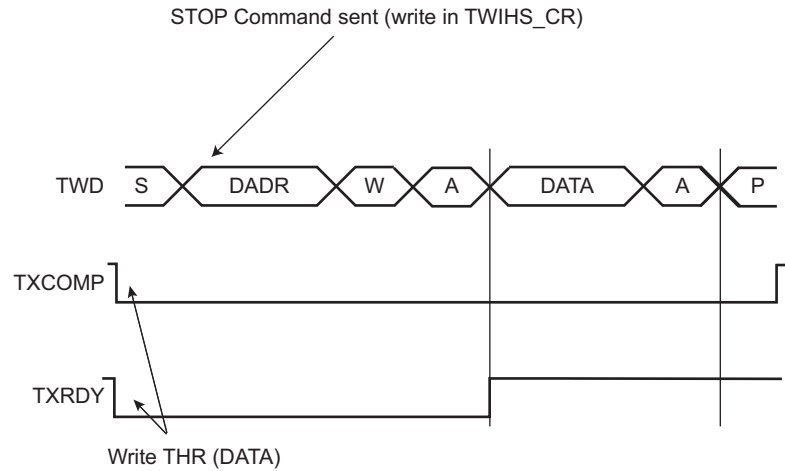 STOP Command sent (write in TWIHS_CR)
TWD S DADR W A DATA A P
TXCOMP
TXRDY
Write THR (DATA)